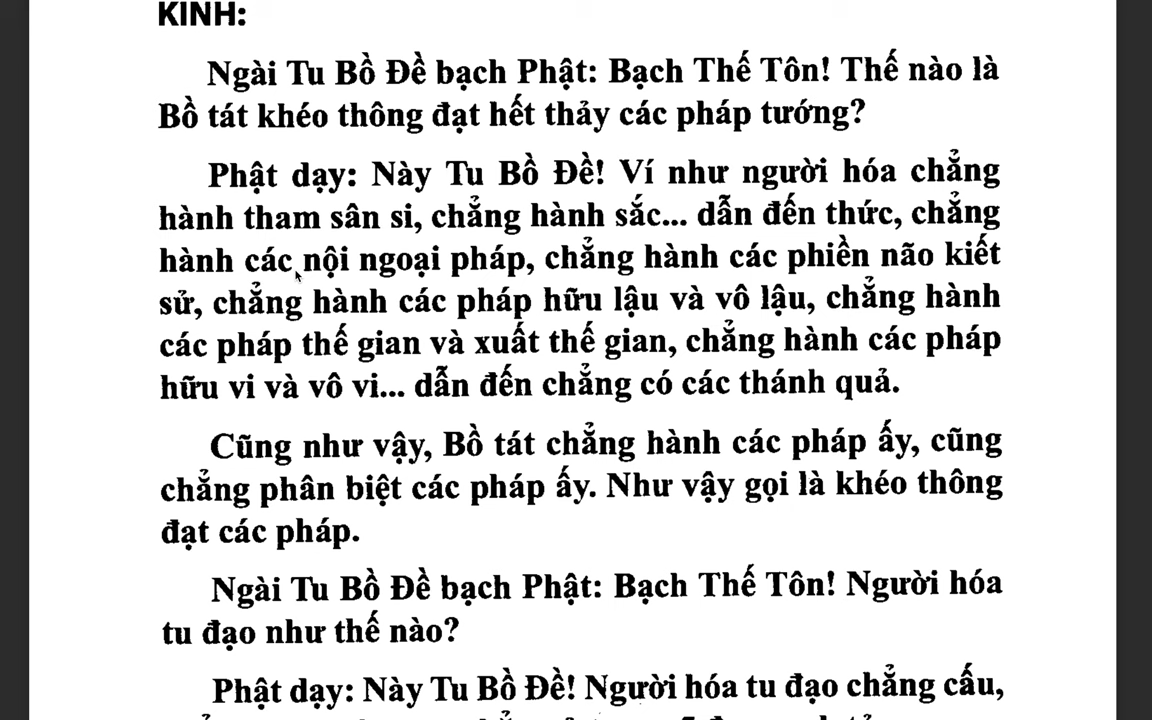 KINH:
Ngài Tu Bồ Đề bạch Phật: Bạch Thế Tôn! Thế nào là
Bồ tát khéo thông đạt hết thảy các pháp tướng?
Phật dạy: Này Tu Bồ Đề! Ví như người hóa chẳng
hành tham sân si, chẳng hành sắc... dẫn đến thức, chẳng
hành các nội ngoại pháp, chẳng hành các phiền não kiết
sử, chẳng hành các pháp hữu lậu và vô lậu, chẳng hành
các pháp thế gian và xuất thế gian, chẳng hành các pháp
hữu vi và vô vi... dẫn đến chẳng có các thánh quả.
Cũng như vậy, Bồ tát chẳng hành các pháp ấy, cũng
chẳng phân biệt các pháp ấy. Như vậy gọi là khéo thông
đạt các pháp.
Ngài Tu Bồ Đề bạch Phật: Bạch Thế Tôn! Người hóa
tu đạo như thế nào?
Phật dạy: Này Tu Bồ Đề! Người hóa tu đạo chẳng cấu,